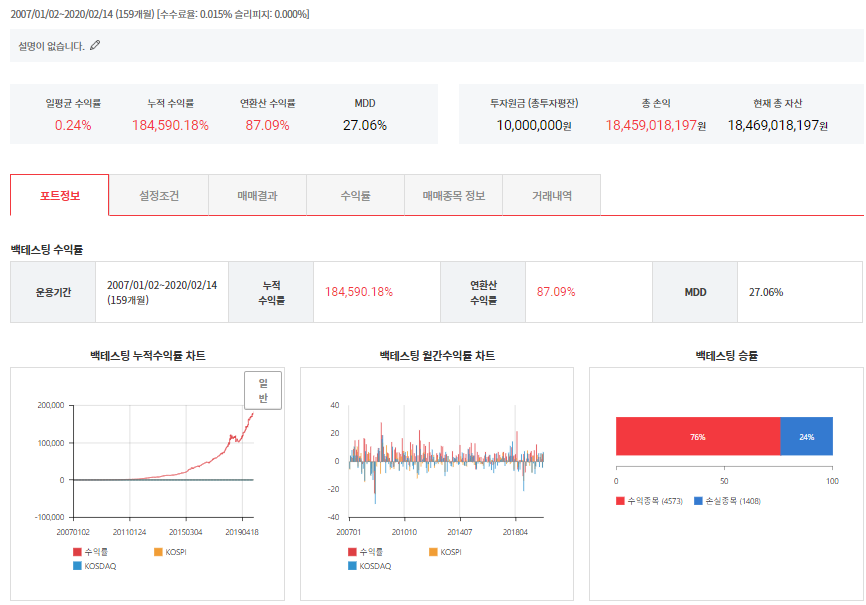 2007/01/02~2020/02/14 (159개월) [수수료율: 0.015% 슬리피지: 0.000%]
설명이 없습니다.
일평균 수익률 누적 수익률 연환산 수익률 MDD
0.24% 184,590.18% 87.09% 27.06%
투자원금 (총투자평잔) 총 손익 현재 총 자산
10,000,000원 18,459,018,197원 18,469,018,197원
포트정보 설정조건 매매결과 수익률 매매종목 정보 거래내역
백테스팅 수익률
운용기간 2007/01/02~2020/02/14 (159개월)
누적 수익률 184,590.18%
연환산 수익률 87.09%
MDD 27.06%
백테스팅 누적수익률 차트
일반
200,000
100,000
0
-100,000
20070102 20110124 20150304 20190418
수익률 KOSPI
KOSDAQ
백테스팅 월간수익률 차트
40
20
0
-20
-40
200701 201010 201407 201804
수익률 KOSPI
KOSDAQ
백테스팅 승률
76% 24%
0 50 100
수익종목 (4573) 손실종목 (1408)